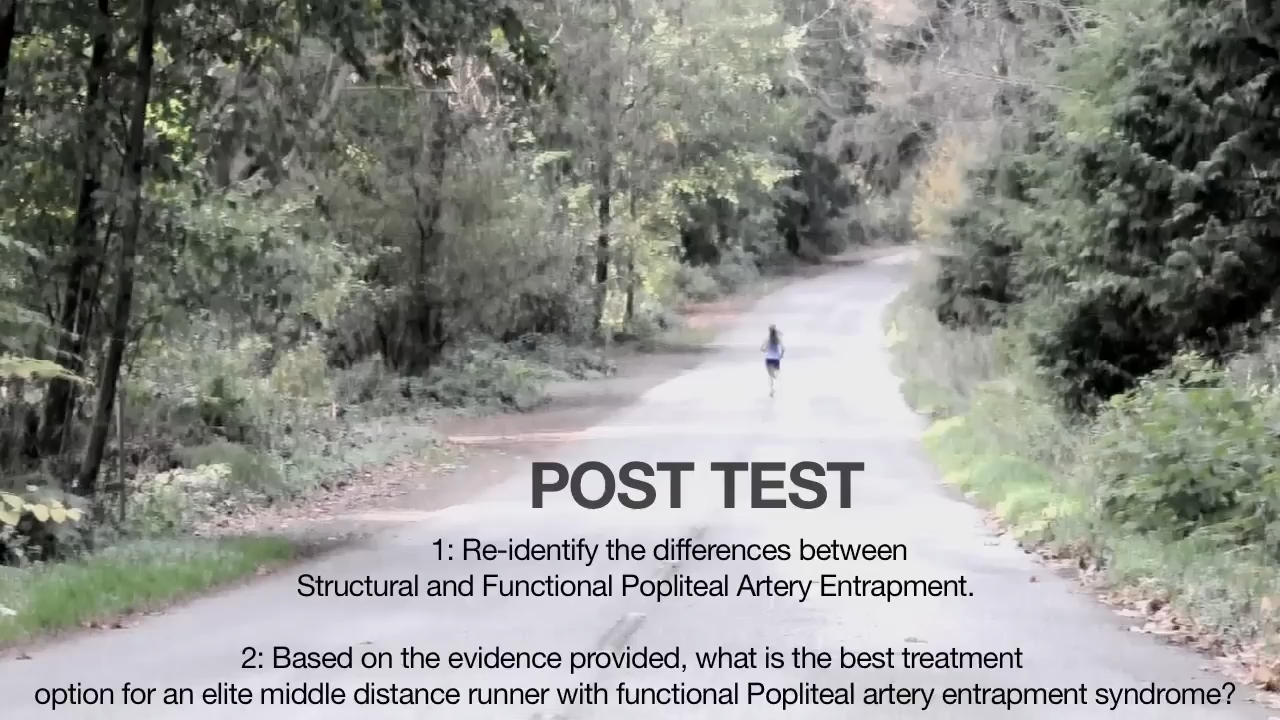 POST TEST
1: Re-identify the differences between
Structural and Functional Popliteal Artery Entrapment.
2: Based on the evidence provided, what is the best treatment
option for an elite middle distance runner with functional Popliteal artery entrapment syndrome?